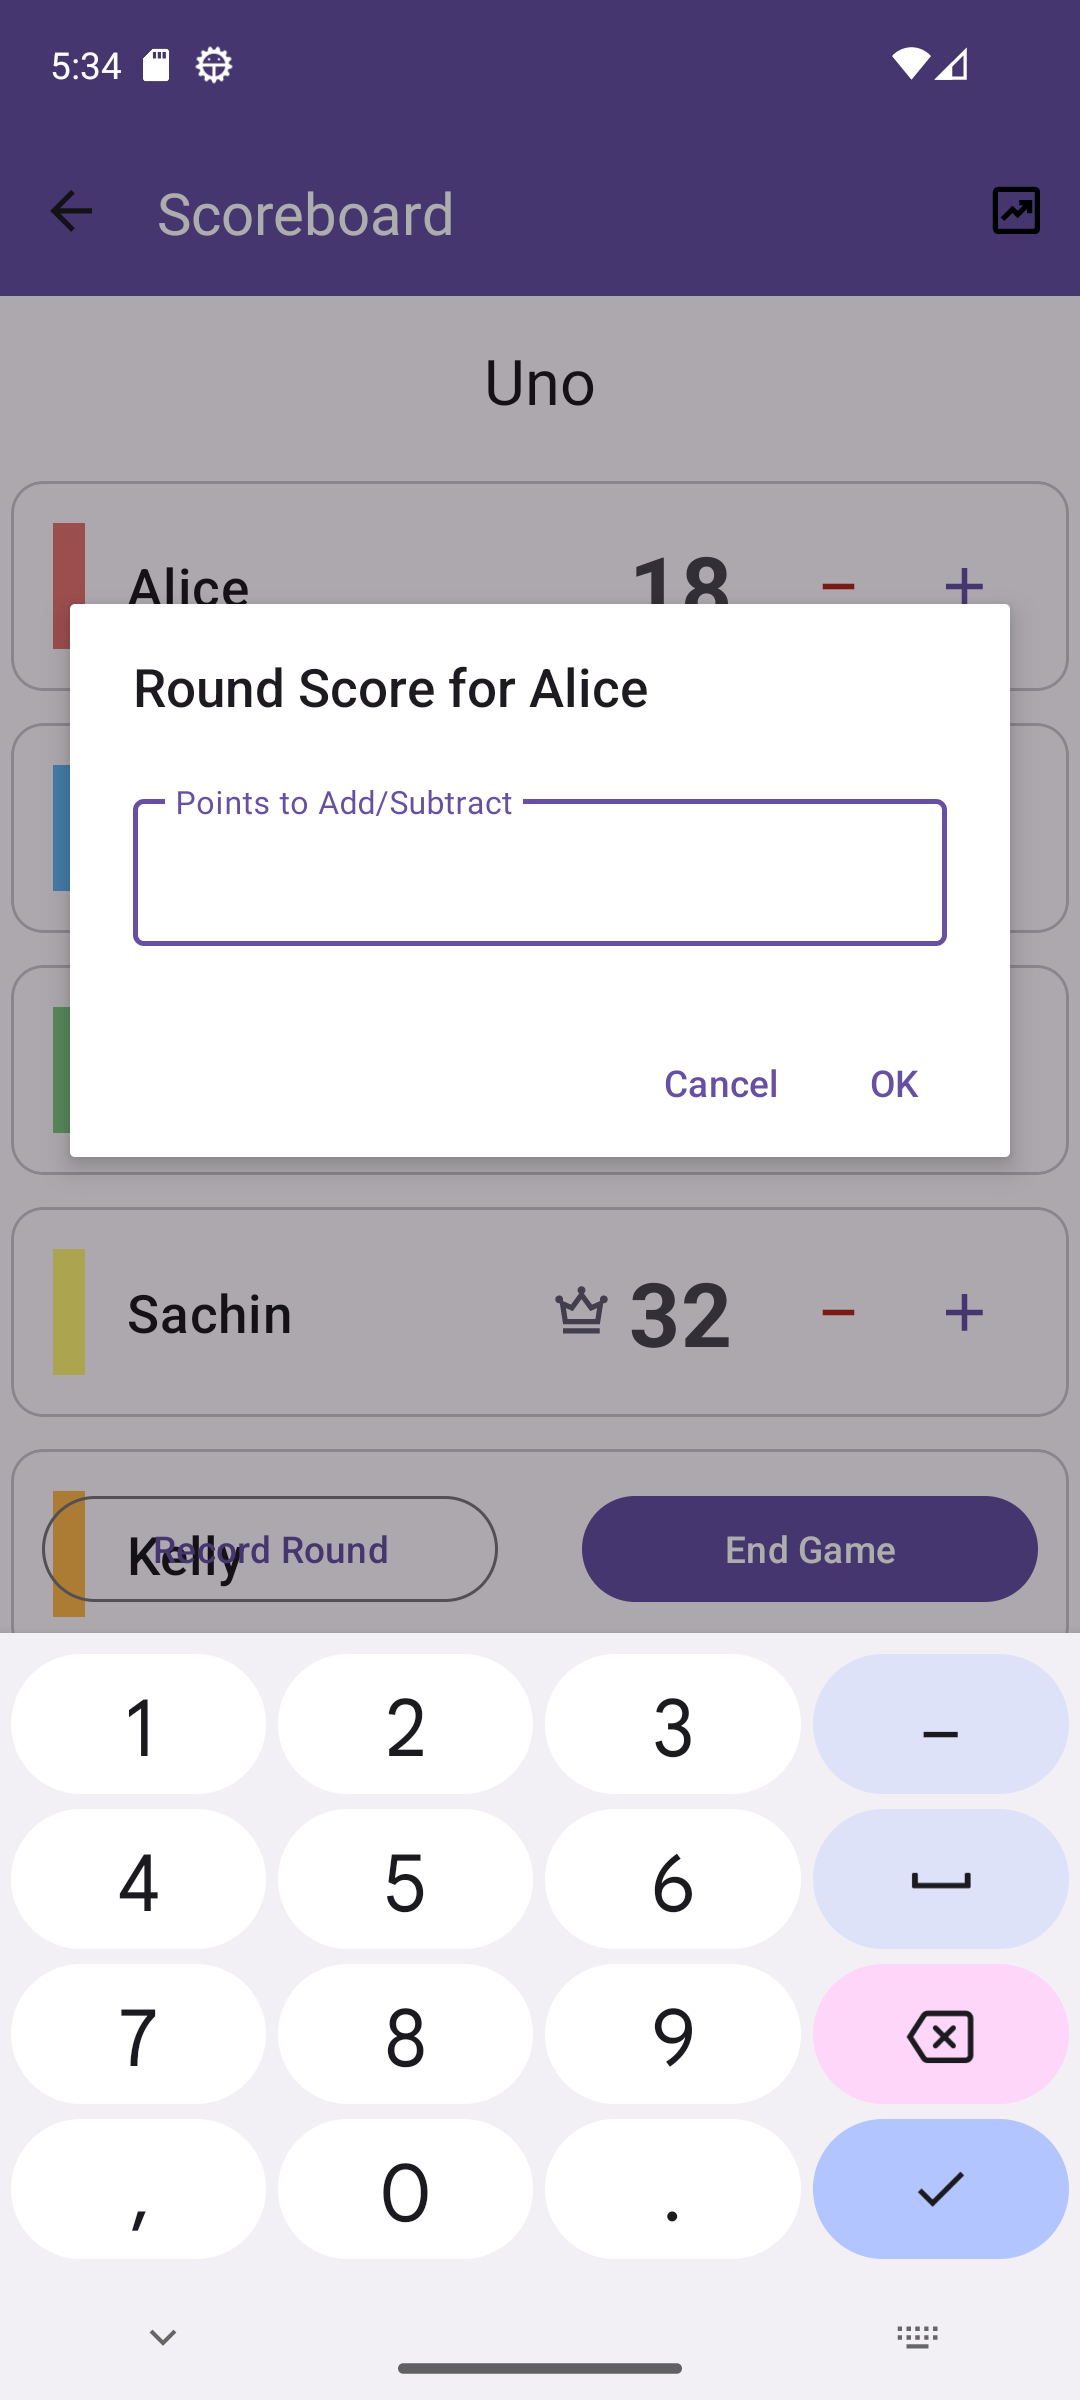 5:34
Scoreboard
Uno
Alice 18 − +
Round Score for Alice
Points to Add/Subtract
Cancel OK
Sachin 32 − +
Kelly
Record Round End Game
1 2 3 –
4 5 6
7 8 9
, 0 .